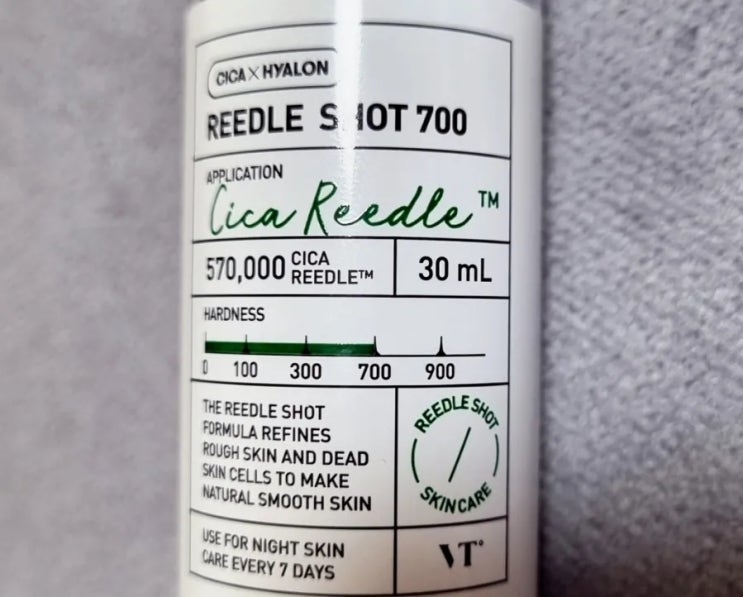 CICA X HYALON
REEDLE SHOT 700
APPLICATION
Cica Reedle™
570,000 CICA REEDLE™
30 mL
HARDNESS
0 100 300 700 900
THE REEDLE SHOT
FORMULA REFINES
ROUGH SKIN AND DEAD
SKIN CELLS TO MAKE
NATURAL SMOOTH SKIN
REEDLE SHOT
SKINCARE
USE FOR NIGHT SKIN
CARE EVERY 7 DAYS
VT°